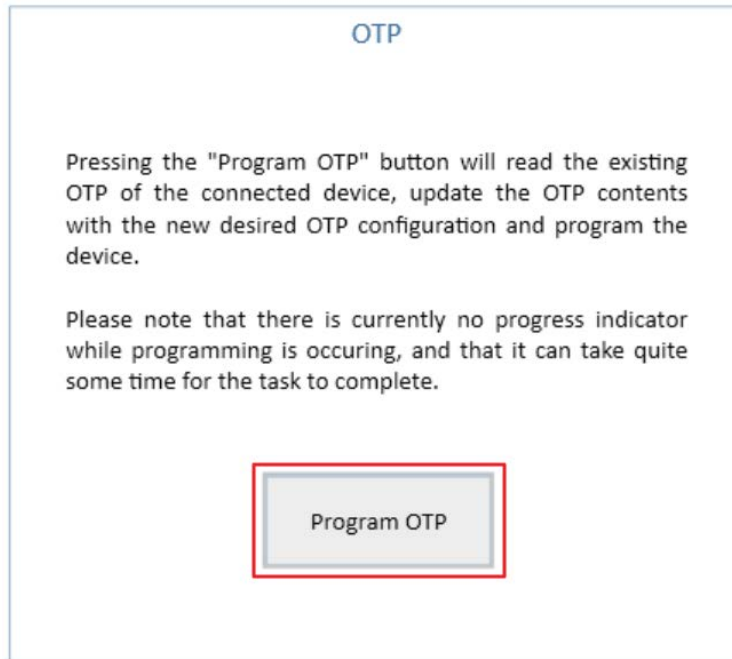 OTP
Pressing the "Program OTP" button will read the existing
OTP of the connected device, update the OTP contents
with the new desired OTP configuration and program the
device.
Please note that there is currently no progress indicator
while programming is occuring, and that it can take quite
some time for the task to complete.
Program OTP